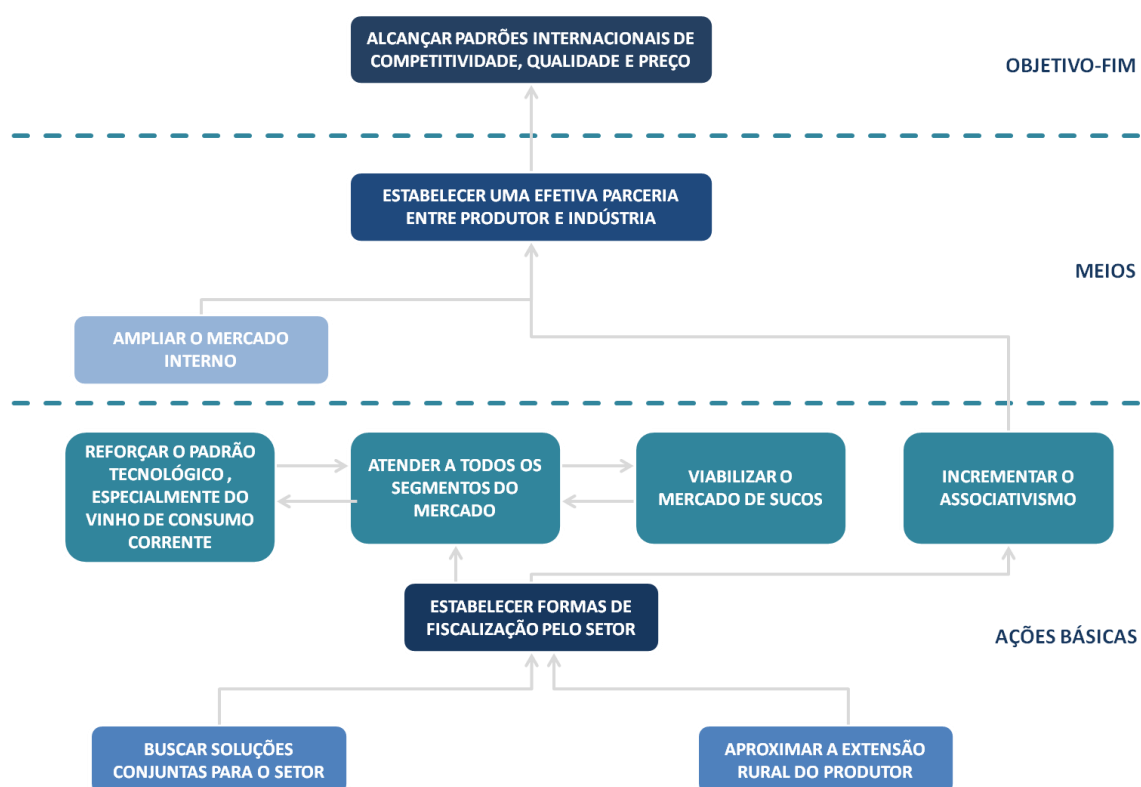 ALCANÇAR PADRÕES INTERNACIONAIS DE
COMPETITIVIDADE, QUALIDADE E PREÇO
OBJETIVO-FIM
ESTABELECER UMA EFETIVA PARCERIA
ENTRE PRODUTOR E INDÚSTRIA
MEIOS
AMPLIAR O MERCADO
INTERNO
REFORÇAR O PADRÃO
TECNOLÓGICO ,
ESPECIALMENTE DO
VINHO DE CONSUMO
CORRENTE
ATENDER A TODOS OS
SEGMENTOS DO
MERCADO
VIABILIZAR O
MERCADO DE SUCOS
INCREMENTAR O
ASSOCIATIVISMO
ESTABELECER FORMAS DE
FISCALIZAÇÃO PELO SETOR
AÇÕES BÁSICAS
BUSCAR SOLUÇÕES
CONJUNTAS PARA O SETOR
APROXIMAR A EXTENSÃO
RURAL DO PRODUTOR